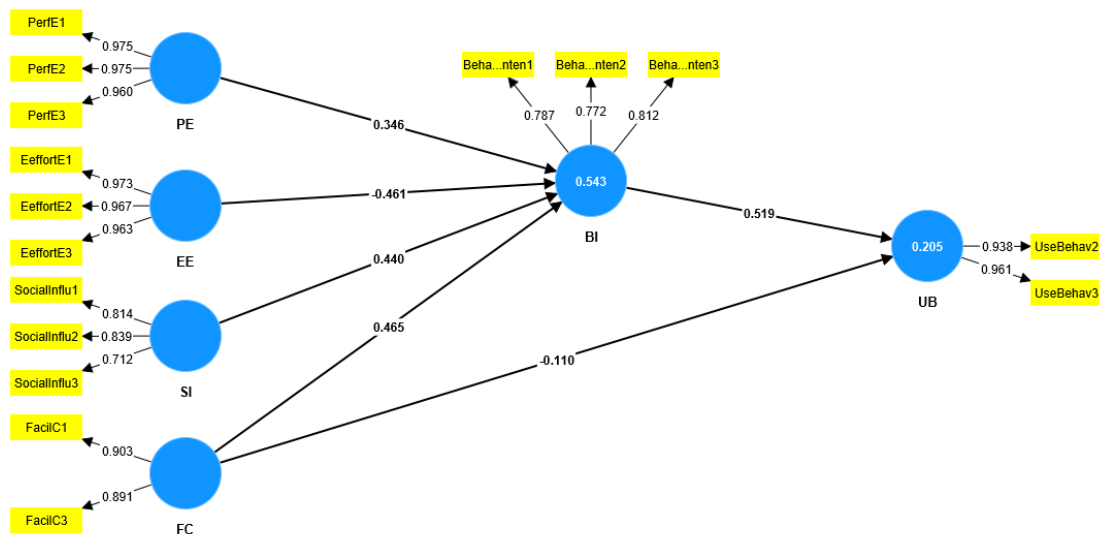 PerfE1
0.975
PerfE2
0.975
PerfE3
0.960
PE
EeffortE1
0.973
EeffortE2
0.967
EeffortE3
0.963
EE
SocialInflu1
0.814
SocialInflu2
0.839
SocialInflu3
0.712
SI
FacilC1
0.903
FacilC3
0.891
FC
0.346
-0.461
0.440
0.465
-0.110
Beha...nten1
Beha...nten2
Beha...nten3
0.787
0.772
0.812
0.543
BI
0.519
0.205
UB
0.938
UseBehav2
0.961
UseBehav3